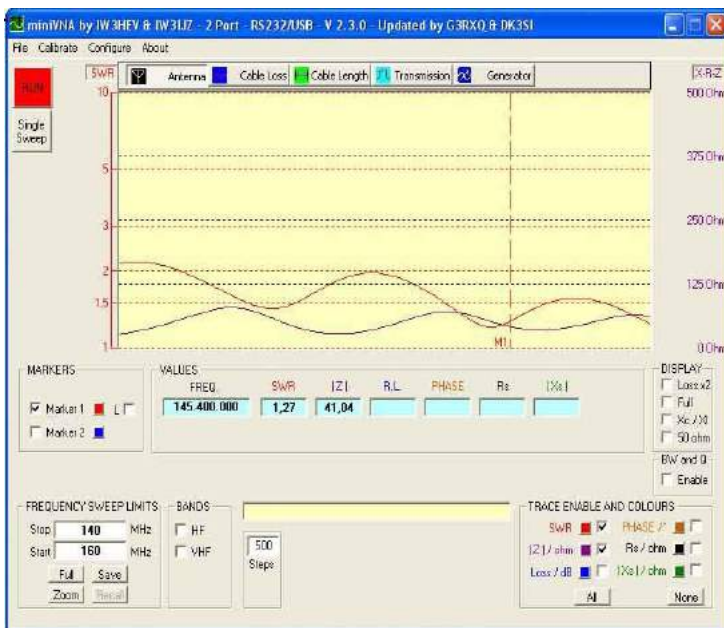 miniVNA by IW3HEV & IW3IJZ - 2 Port - RS232/USB - V 2.3.0 - Updated by G3RXQ & DK3SI
File Calibrate Configure About
RUN
Single Sweep
SWR
Antenna Cable Loss Cable Length Transmission Generator
|X-R-Z
10
5
3
2
1,5
1
500 Ohm
375 Ohm
250 Ohm
125 Ohm
0 Ohm
M1
MARKERS
Marker 1 L
Marker 2
VALUES
FREQ. SWR |Z| R.L. PHASE Rs |Xs|
145.400.000 1,27 41,04
DISPLAY
Loss x2
Full
Xc / Xl
50 ohm
BW and Q
Enable
FREQUENCY SWEEP LIMITS
Stop 140 MHz
Start 160 MHz
Full Save
Zoom Recall
BANDS
HF
VHF
500
Steps
TRACE ENABLE AND COLOURS
SWR PHASE /°
|Z| / ohm Rs / ohm
Loss / dB |Xs| / ohm
All None